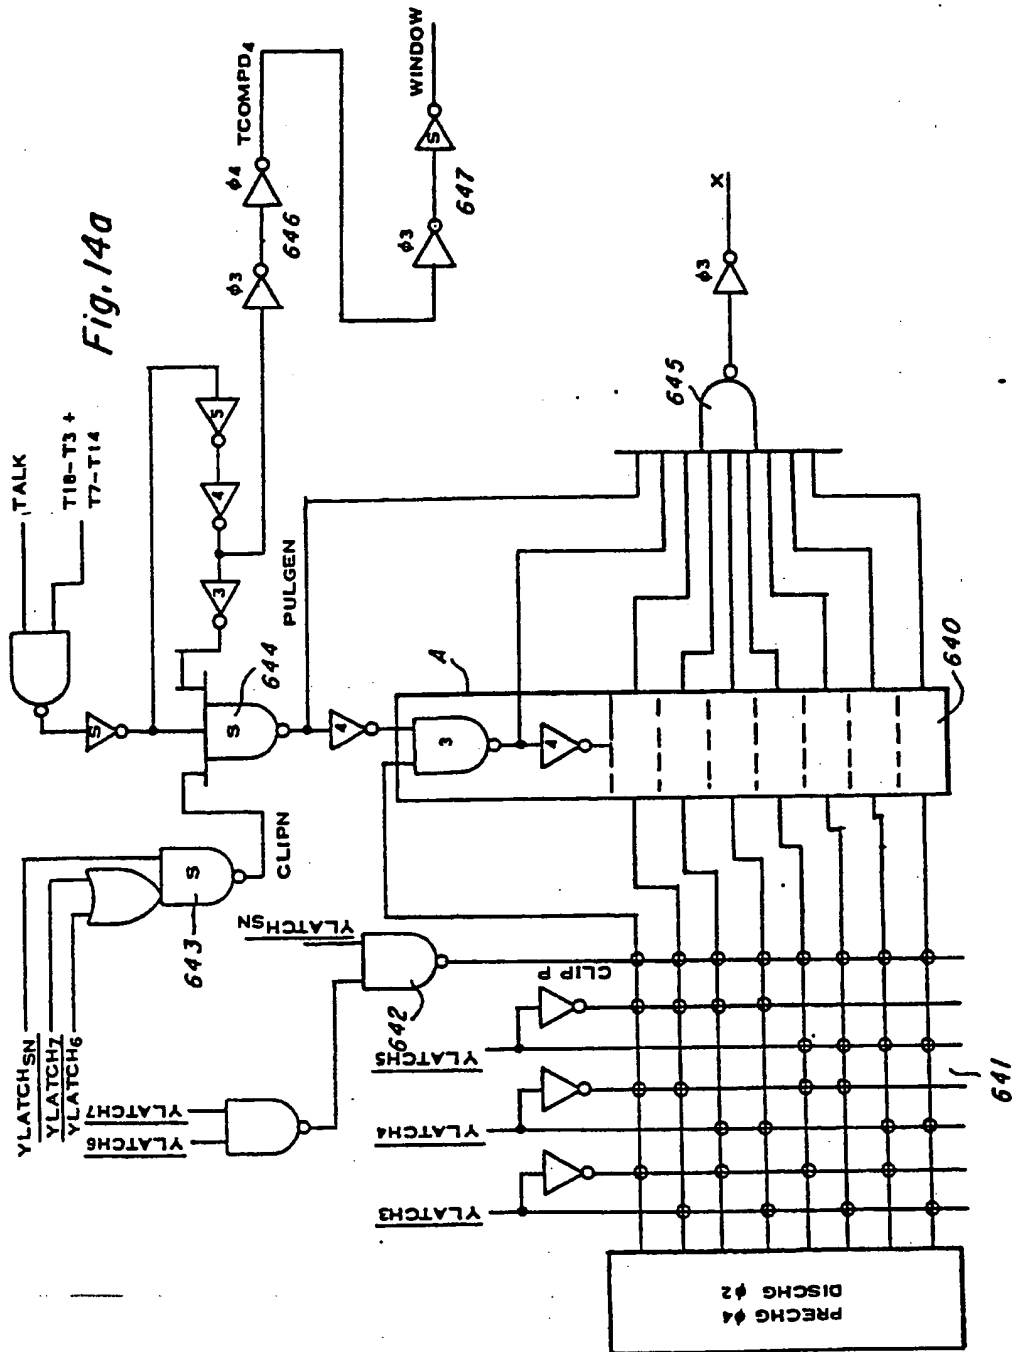 Fig. 14a
TALK
T18-T3 +
T7-T14
S
5
4
3
φ3
φ4
646
TCOMPD4
φ3
S
647
WINDOW
YLATCHSN
YLATCH7
YLATCH6
S
643
CLIPN
S
644
PULGEN
4
A
3
4
640
645
φ3
X
YLATCH6
YLATCH7
YLATCHSN
642
CLIP P
YLATCH5
YLATCH4
YLATCH3
641
PRECHG φ4
DISCHG φ2